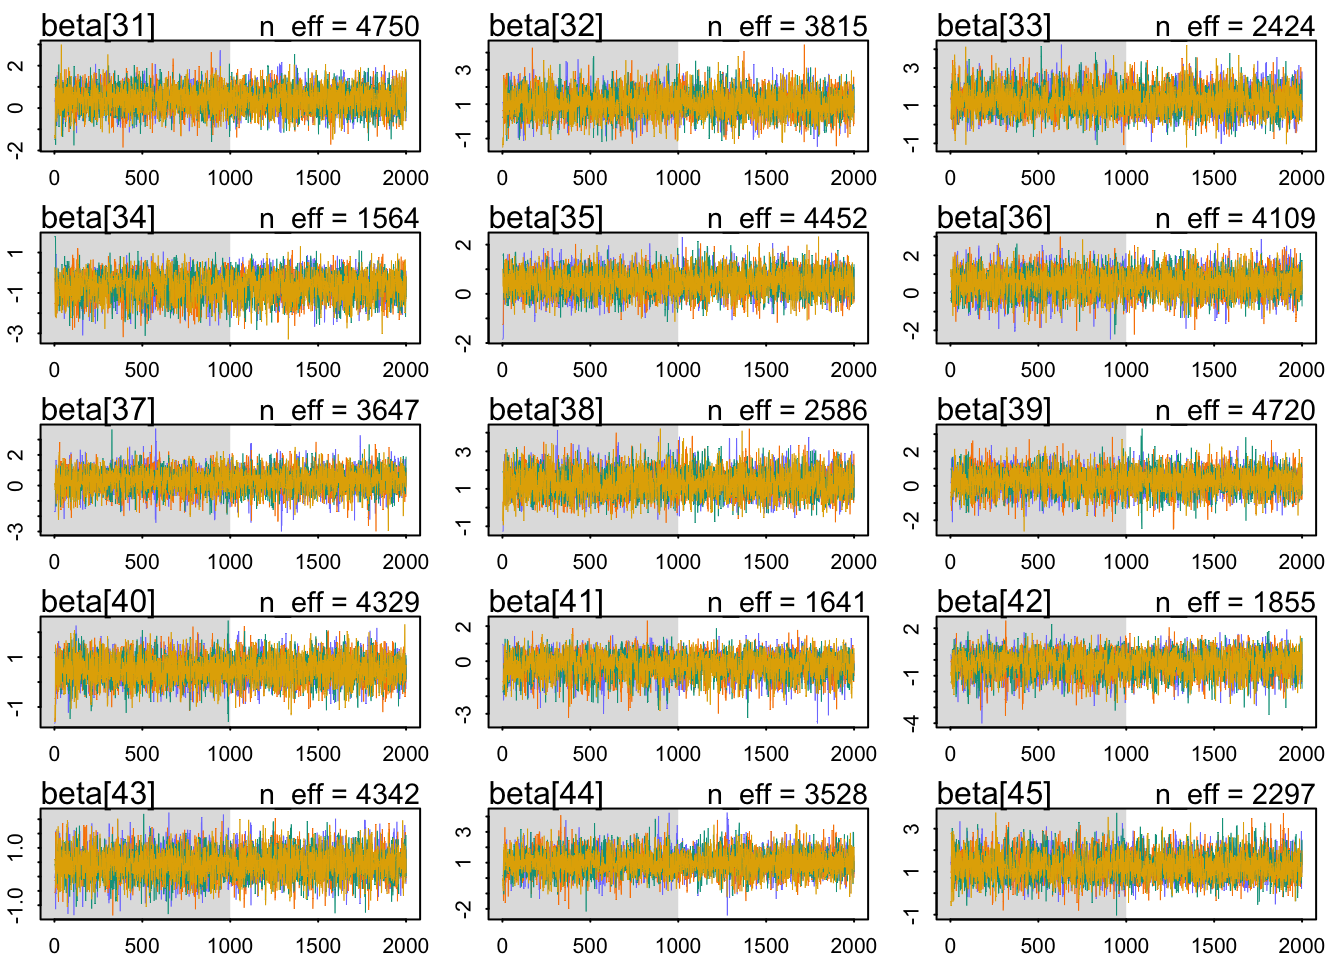 beta[31] n_eff = 4750 beta[32] n_eff = 3815 beta[33] n_eff = 2424
2 0 -2 3 1 -1 3 1 -1
0 500 1000 1500 2000 0 500 1000 1500 2000 0 500 1000 1500 2000
beta[34] n_eff = 1564 beta[35] n_eff = 4452 beta[36] n_eff = 4109
1 -1 -3 2 0 -2 2 0 -2
0 500 1000 1500 2000 0 500 1000 1500 2000 0 500 1000 1500 2000
beta[37] n_eff = 3647 beta[38] n_eff = 2586 beta[39] n_eff = 4720
2 0 -3 3 1 -1 2 0 -2
0 500 1000 1500 2000 0 500 1000 1500 2000 0 500 1000 1500 2000
beta[40] n_eff = 4329 beta[41] n_eff = 1641 beta[42] n_eff = 1855
1 -1 2 0 -3 2 -1 -4
0 500 1000 1500 2000 0 500 1000 1500 2000 0 500 1000 1500 2000
beta[43] n_eff = 4342 beta[44] n_eff = 3528 beta[45] n_eff = 2297
1.0 -1.0 3 1 -2 3 1 -1
0 500 1000 1500 2000 0 500 1000 1500 2000 0 500 1000 1500 2000